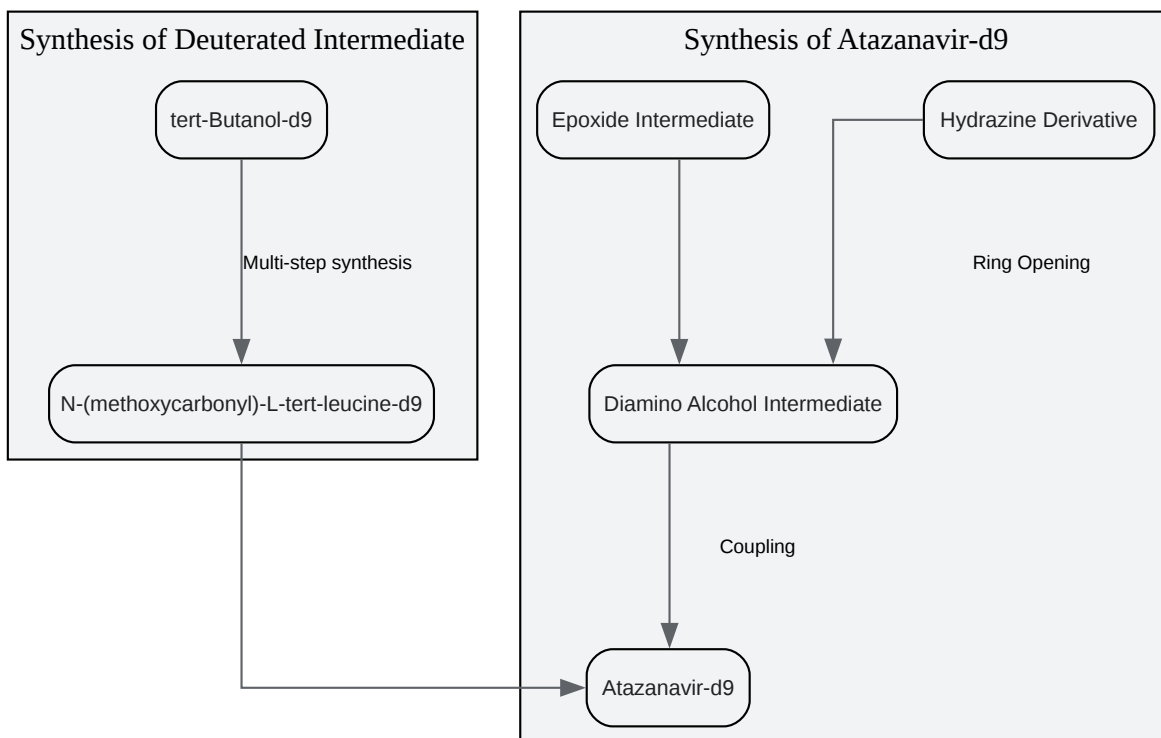 Synthesis of Deuterated Intermediate
tert-Butanol-d9
Multi-step synthesis
N-(methoxycarbonyl)-L-tert-leucine-d9
Synthesis of Atazanavir-d9
Epoxide Intermediate
Hydrazine Derivative
Ring Opening
Diamino Alcohol Intermediate
Coupling
Atazanavir-d9